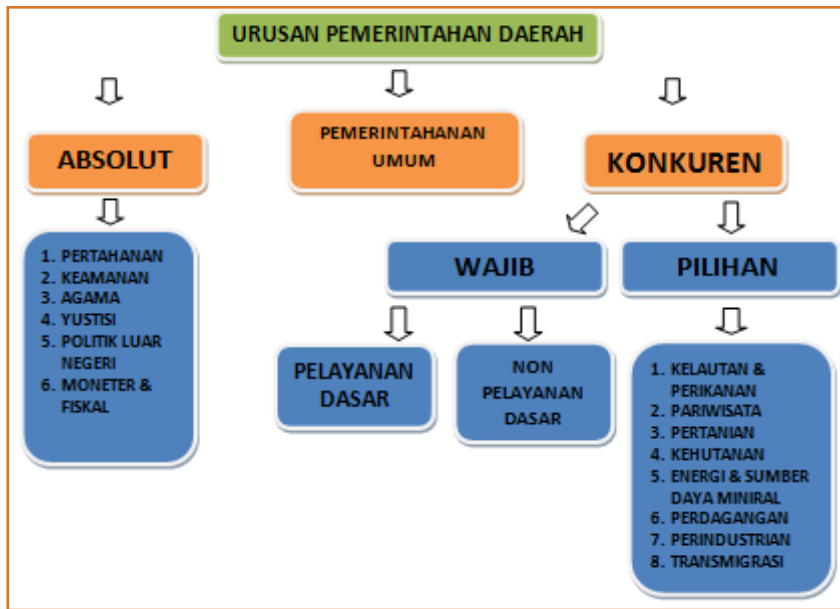 URUSAN PEMERINTAHAN DAERAH
ABSOLUT
PEMERINTAHANAN
UMUM
KONKUREN
1. PERTAHANAN
2. KEAMANAN
3. AGAMA
4. YUSTISI
5. POLITIK LUAR
NEGERI
6. MONETER &
FISKAL
WAJIB
PILIHAN
PELAYANAN
DASAR
NON
PELAYANAN
DASAR
1. KELAUTAN &
PERIKANAN
2. PARIWISATA
3. PERTANIAN
4. KEHUTANAN
5. ENERGI & SUMBER
DAYA MINIRAL
6. PERDAGANGAN
7. PERINDUSTRIAN
8. TRANSMIGRASI